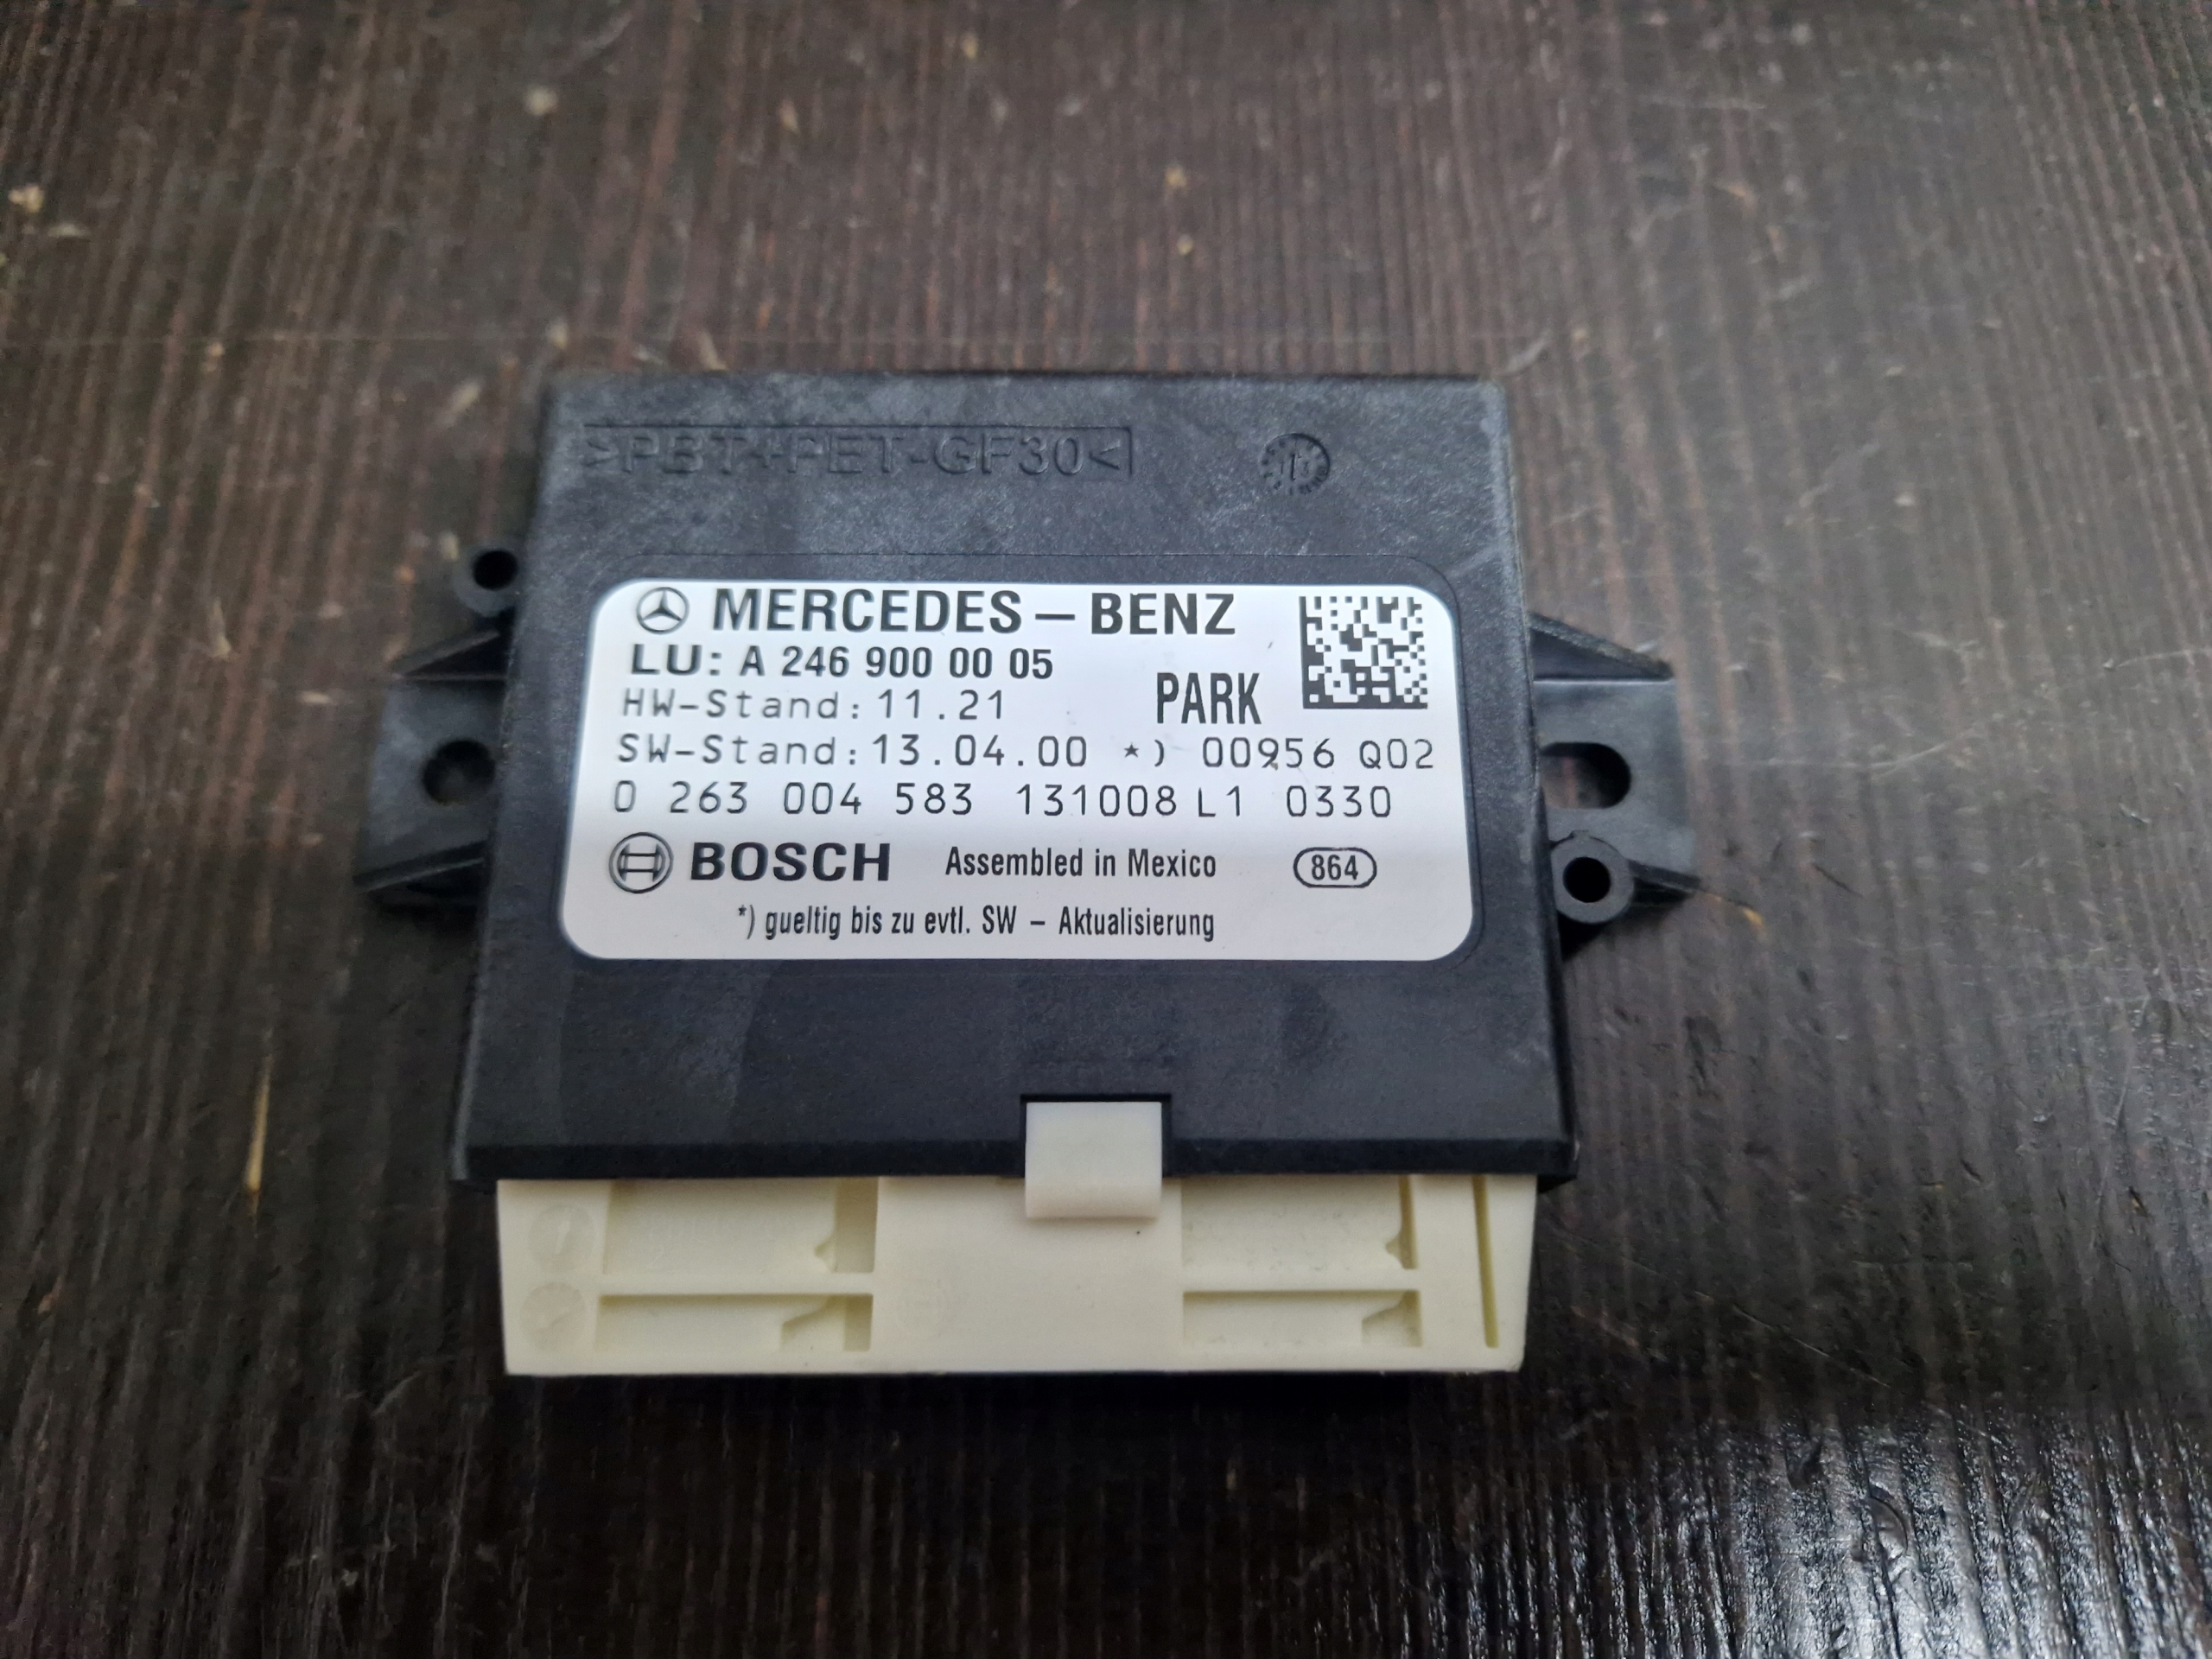 >PBT+PET-GF30<
MERCEDES-BENZ
LU: A 246 900 00 05
HW-Stand: 11.21 PARK
SW-Stand: 13.04.00 *) 00956 Q02
0 263 004 583 131008 L1 0330
BOSCH Assembled in Mexico 864
*) gueltig bis zu evtl. SW - Aktualisierung